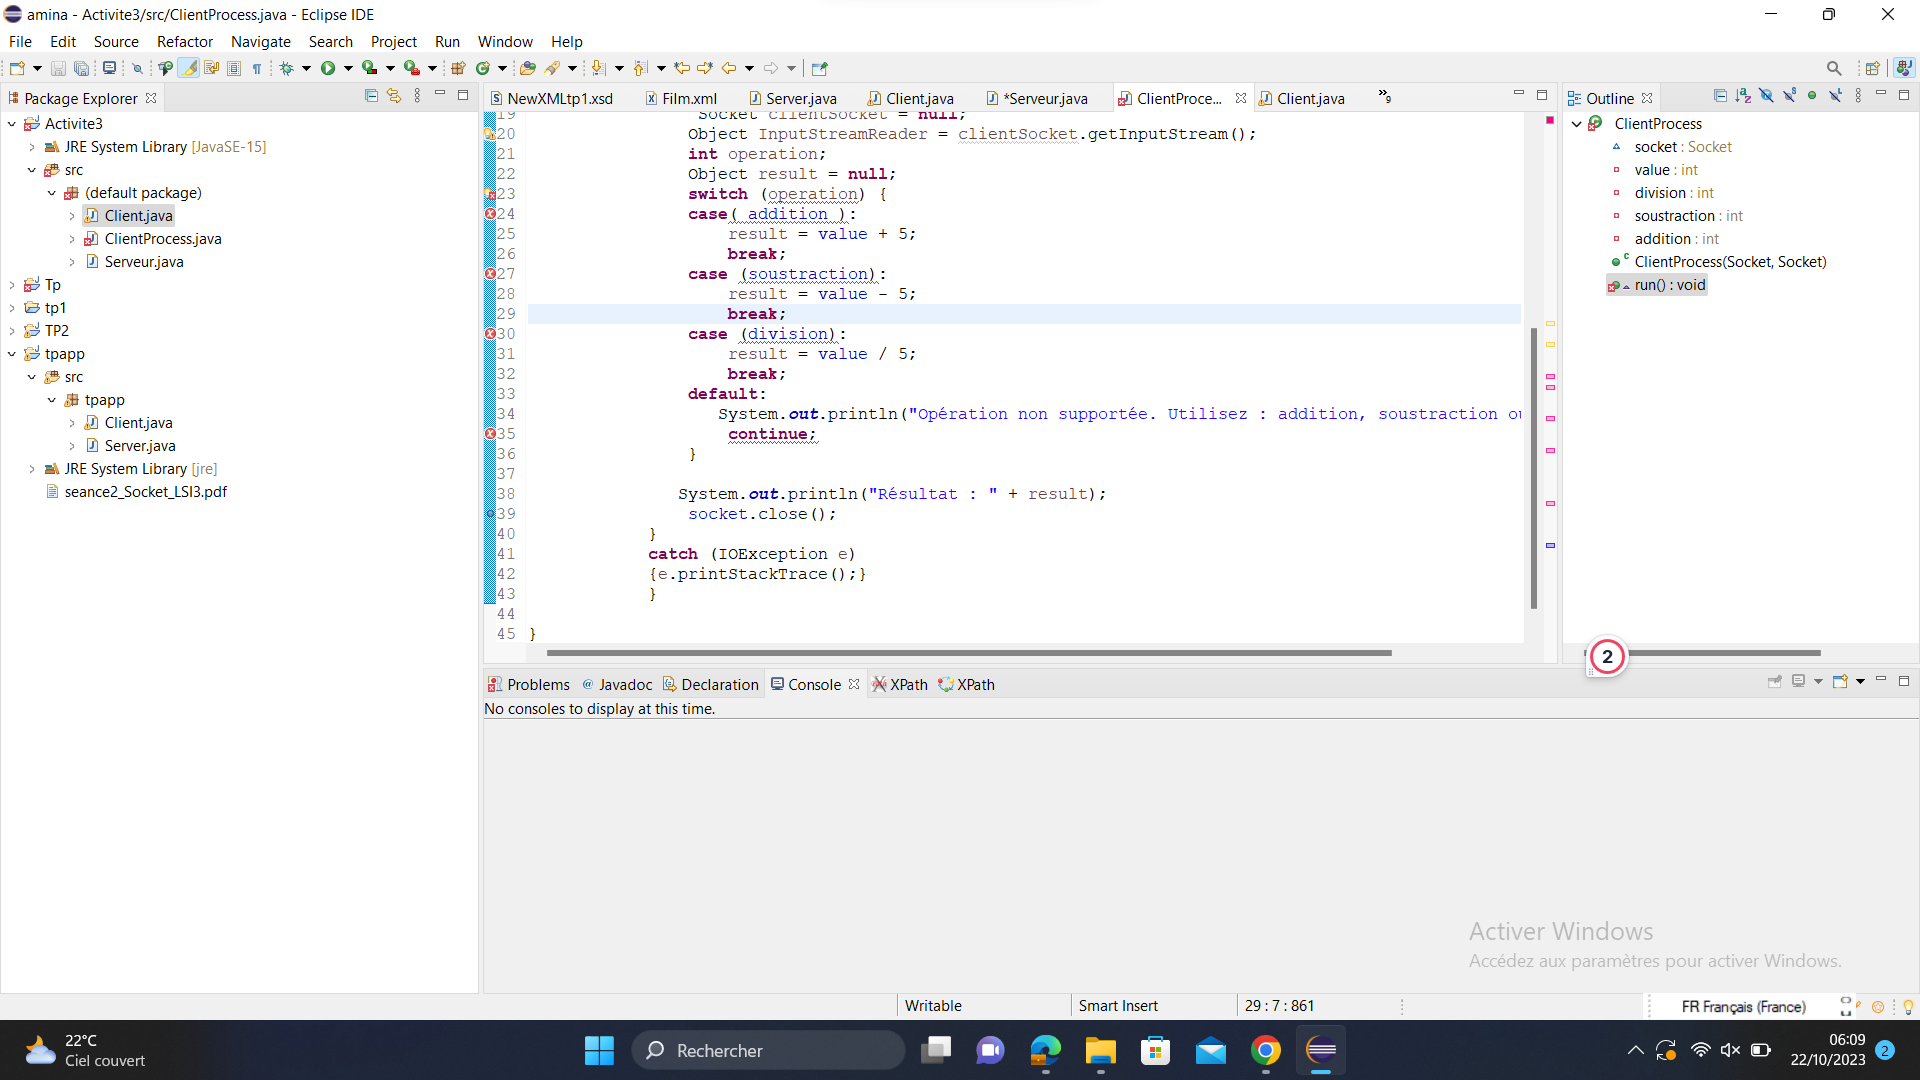 amina - Activite3/src/ClientProcess.java - Eclipse IDE
File Edit Source Refactor Navigate Search Project Run Window Help
Package Explorer
Activite3
JRE System Library [JavaSE-15]
src
(default package)
Client.java
ClientProcess.java
Serveur.java
Tp
tp1
TP2
tpapp
src
tpapp
Client.java
Server.java
JRE System Library [jre]
seance2_Socket_LSI3.pdf
NewXMLtp1.xsd Film.xml Server.java Client.java *Serveur.java ClientProce... Client.java »9
19 Socket clientSocket = null;
20 Object InputStreamReader = clientSocket.getInputStream();
21 int operation;
22 Object result = null;
23 switch (operation) {
24 case( addition ):
25 result = value + 5;
26 break;
27 case (soustraction):
28 result = value - 5;
29 break;
30 case (division):
31 result = value / 5;
32 break;
33 default:
34 System.out.println("Opération non supportée. Utilisez : addition, soustraction ou
35 continue;
36 }
37
38 System.out.println("Résultat : " + result);
39 socket.close();
40 }
41 catch (IOException e)
42 {e.printStackTrace();}
43 }
44
45 }
Outline
ClientProcess
socket : Socket
value : int
division : int
soustraction : int
addition : int
ClientProcess(Socket, Socket)
run() : void
2
Problems @ Javadoc Declaration Console XPath XPath
No consoles to display at this time.
Activer Windows
Accédez aux paramètres pour activer Windows.
Writable Smart Insert 29 : 7 : 861
FR Français (France)
22°C
Ciel couvert
Rechercher
06:09
22/10/2023
2